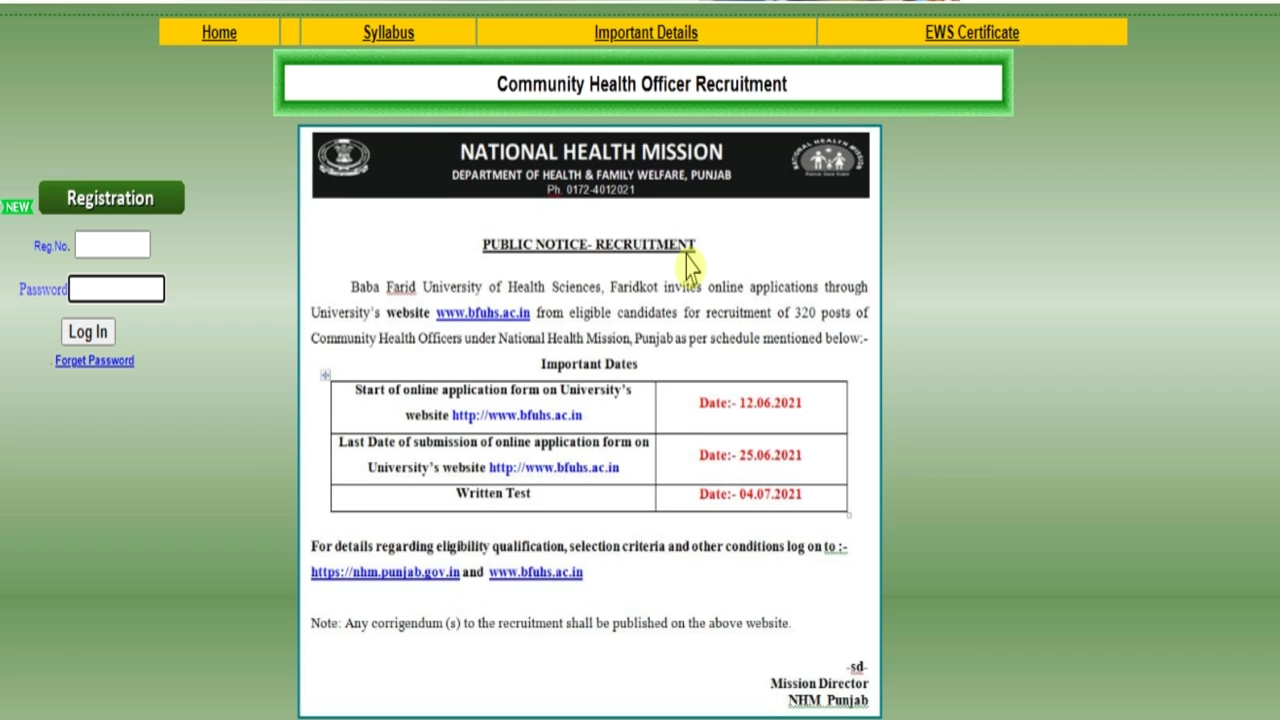 Home Syllabus Important Details EWS Certificate
Community Health Officer Recruitment
NATIONAL HEALTH MISSION
DEPARTMENT OF HEALTH & FAMILY WELFARE, PUNJAB
Ph. 0172-4012021
NEW Registration
Reg.No.
Password
Log In
. Forget Password
PUBLIC NOTICE- RECRUITMENT
Baba Farid University of Health Sciences, Faridkot invites online applications through
University's website www.bfuhs.ac.in from eligible candidates for recruitment of 320 posts of
Community Health Officers under National Health Mission, Punjab as per schedule mentioned below:-
Important Dates
Start of online application form on University's
website http://www.bfuhs.ac.in
Date:- 12.06.2021
Last Date of submission of online application form on
University's website http://www.bfuhs.ac.in
Date:- 25.06.2021
Written Test
Date:- 04.07.2021
For details regarding eligibility qualification, selection criteria and other conditions log on to :-
https://nhm.punjab.gov.in and www.bfuhs.ac.in
Note: Any corrigendum (s) to the recruitment shall be published on the above website.
-sd-
Mission Director
NHM Punjab